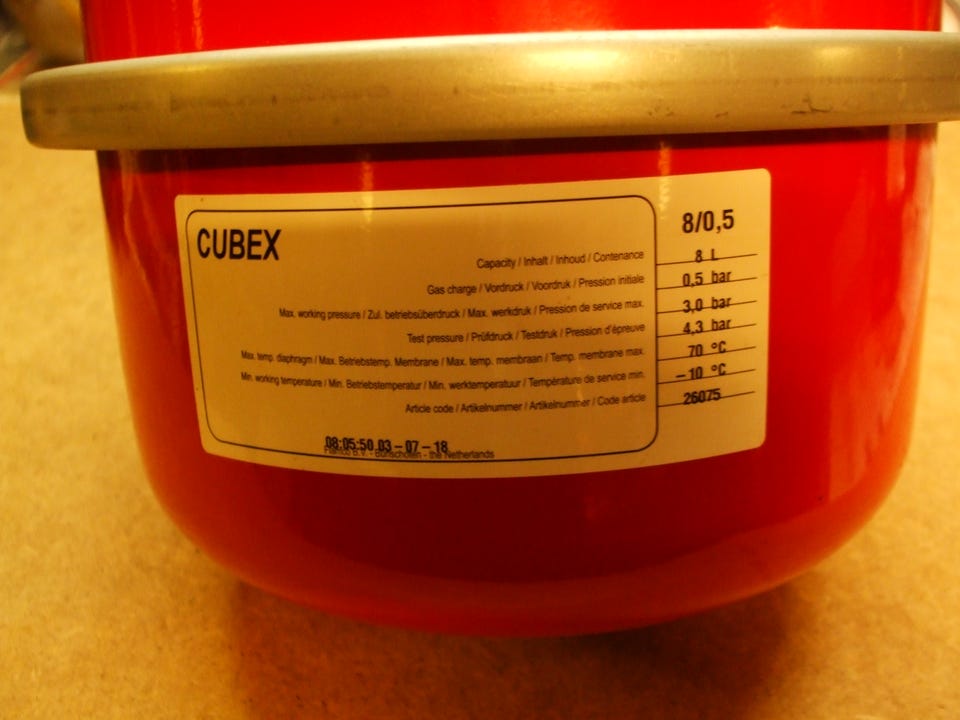 CUBEX 8/0,5
Capacity / Inhalt / Inhoud / Contenance 8 L
Gas charge / Vordruck / Voordruk / Pression initiale 0,5 bar
Max. working pressure / Zul. betriebsüberdruck / Max. werkdruk / Pression de service max. 3,0 bar
Test pressure / Prüfdruck / Testdruk / Pression d'épreuve 4,3 bar
Max. temp. diaphragm / Max. Betriebstemp. Membrane / Max. temp. membraan / Temp. membrane max. 70 °C
Min. working temperature / Min. Betriebstemperatur / Min. werktemperatuur / Température de service min. –10 °C
Article code / Artikelnummer / Artikelnummer / Code article 26075
08:05:50 03–07–18
Flamco B.V. - Bunschoten - the Netherlands